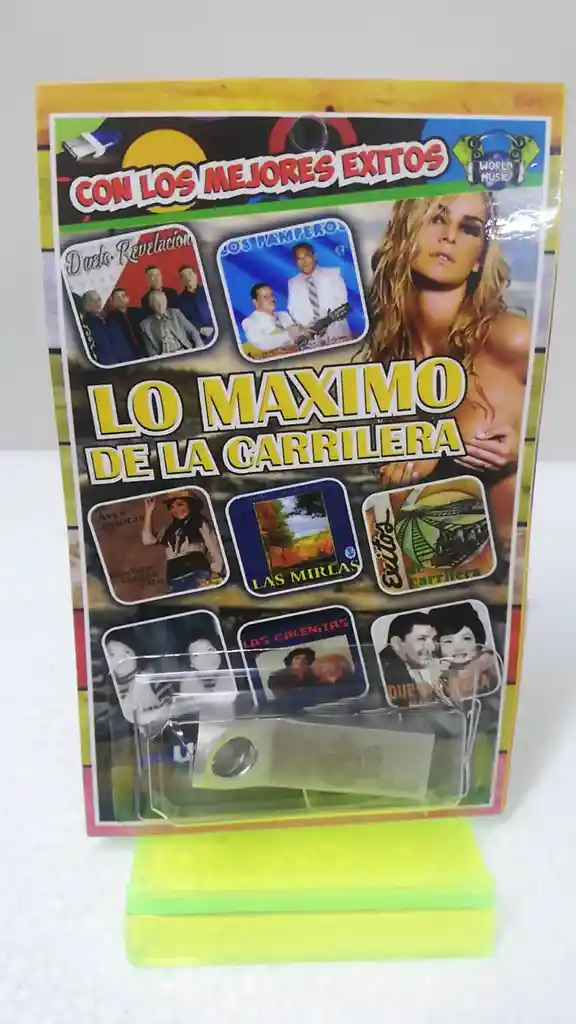 CON LOS MEJORES EXITOS
WORLD
MUSIC
Dueto Revelación
LOS PAMPEROS
LO MAXIMO
DE LA CARRILERA
LAS MIRLAS
Exitos
carrilera
LAS CALEÑITAS